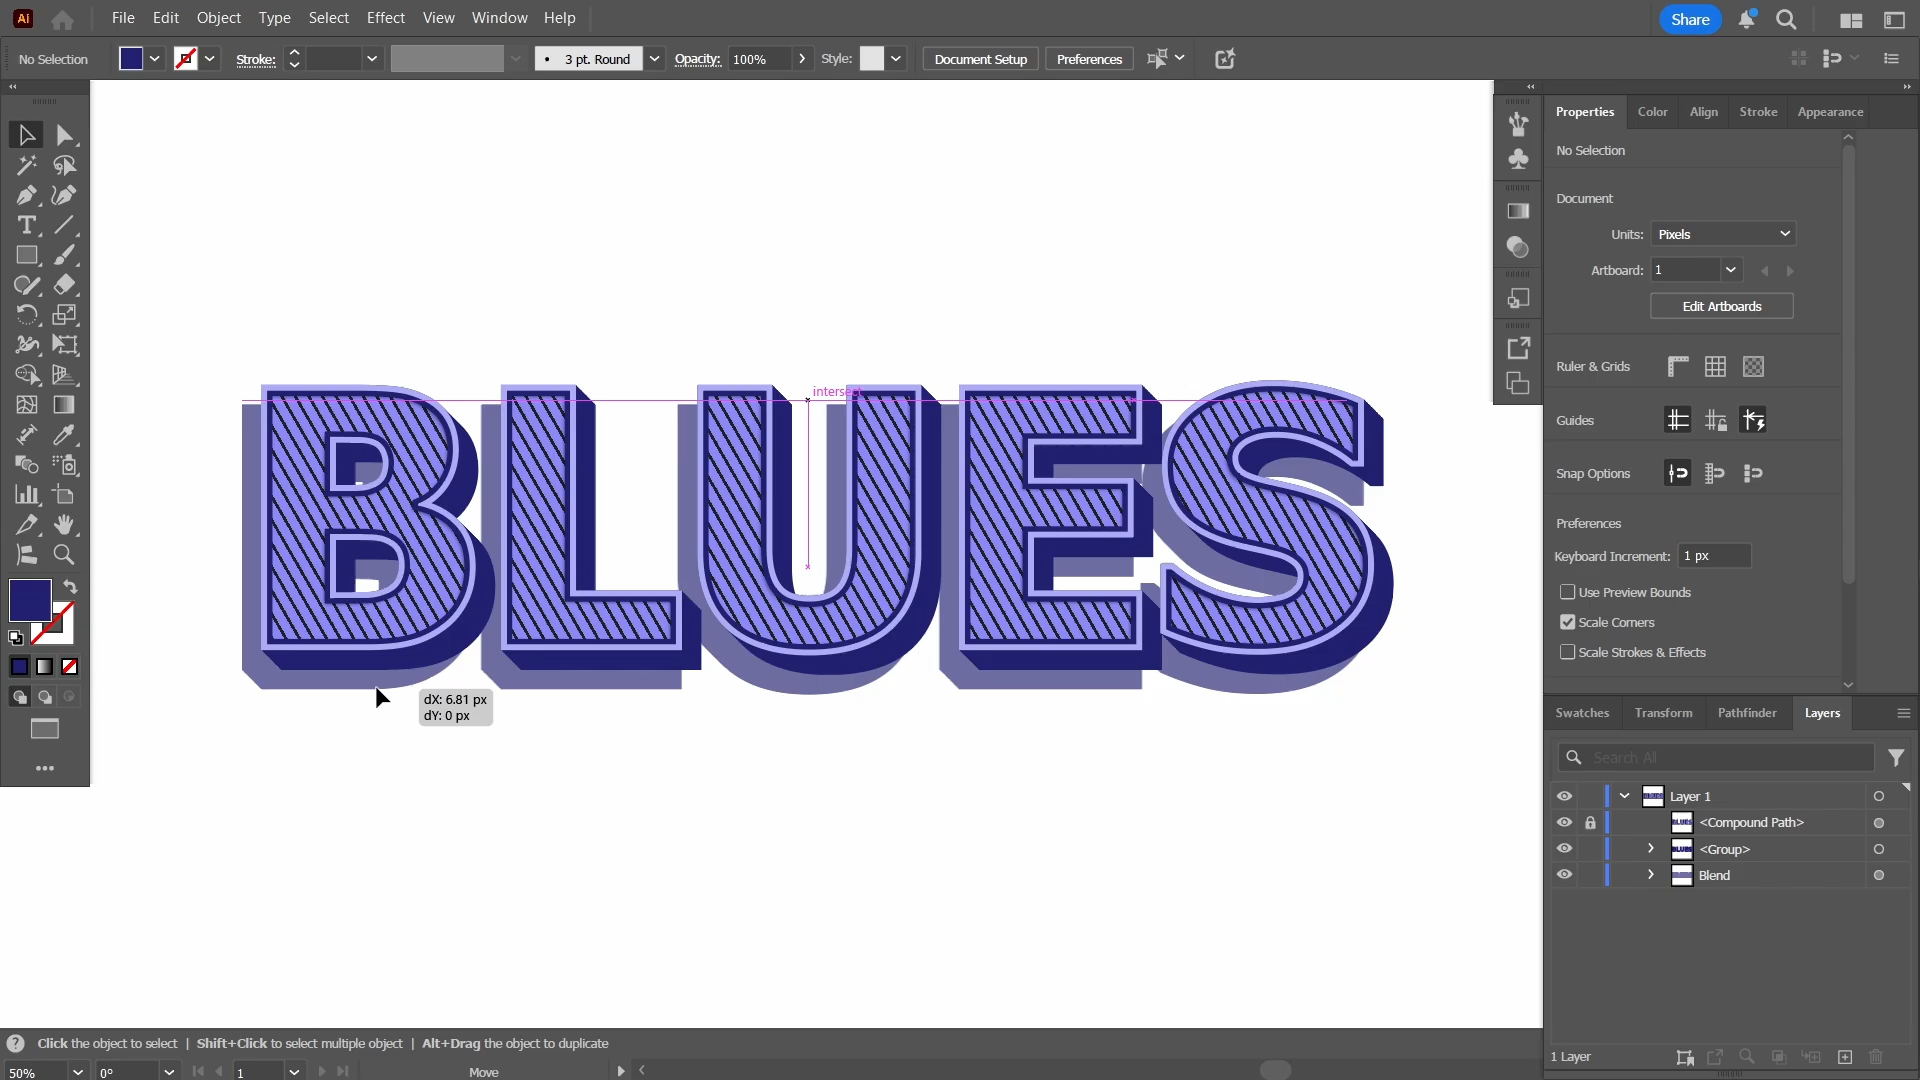 Ai File Edit Object Type Select Effect View Window Help Share
No Selection Stroke: 3 pt. Round Opacity: 100% Style: Document Setup Preferences
Properties Color Align Stroke Appearance
No Selection
Document
Units: Pixels
Artboard: 1
Edit Artboards
Ruler & Grids
Guides
Snap Options
Preferences
Keyboard Increment: 1 px
Use Preview Bounds
Scale Corners
Scale Strokes & Effects
intersect
BLUES
dX: 6.81 px
dY: 0 px
Swatches Transform Pathfinder Layers
Search All
Layer 1
<Compound Path>
<Group>
Blend
1 Layer
Click the object to select | Shift+Click to select multiple object | Alt+Drag the object to duplicate
50% 0° 1 Move